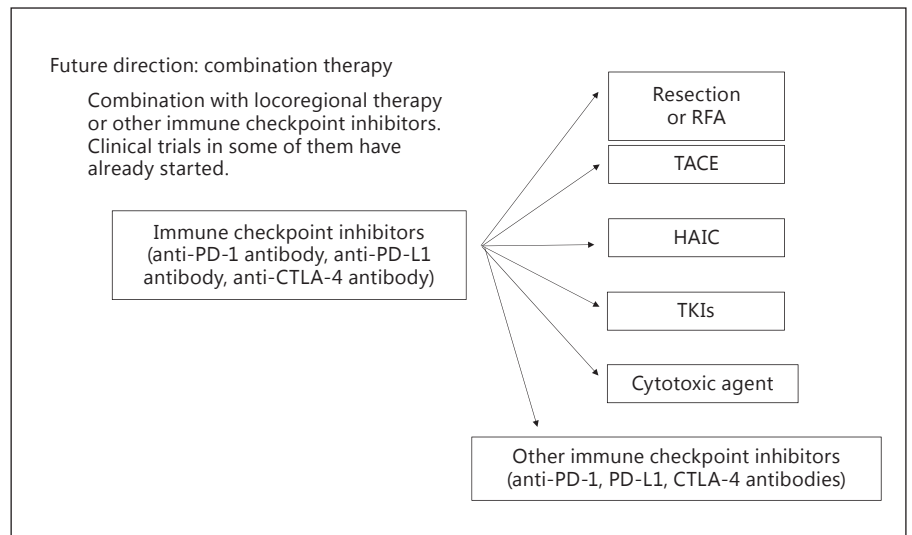 Future direction: combination therapy
Combination with locoregional therapy
or other immune checkpoint inhibitors.
Clinical trials in some of them have
already started.
Immune checkpoint inhibitors
(anti-PD-1 antibody, anti-PD-L1
antibody, anti-CTLA-4 antibody)
Resection
or RFA
TACE
HAIC
TKIs
Cytotoxic agent
Other immune checkpoint inhibitors
(anti-PD-1, PD-L1, CTLA-4 antibodies)